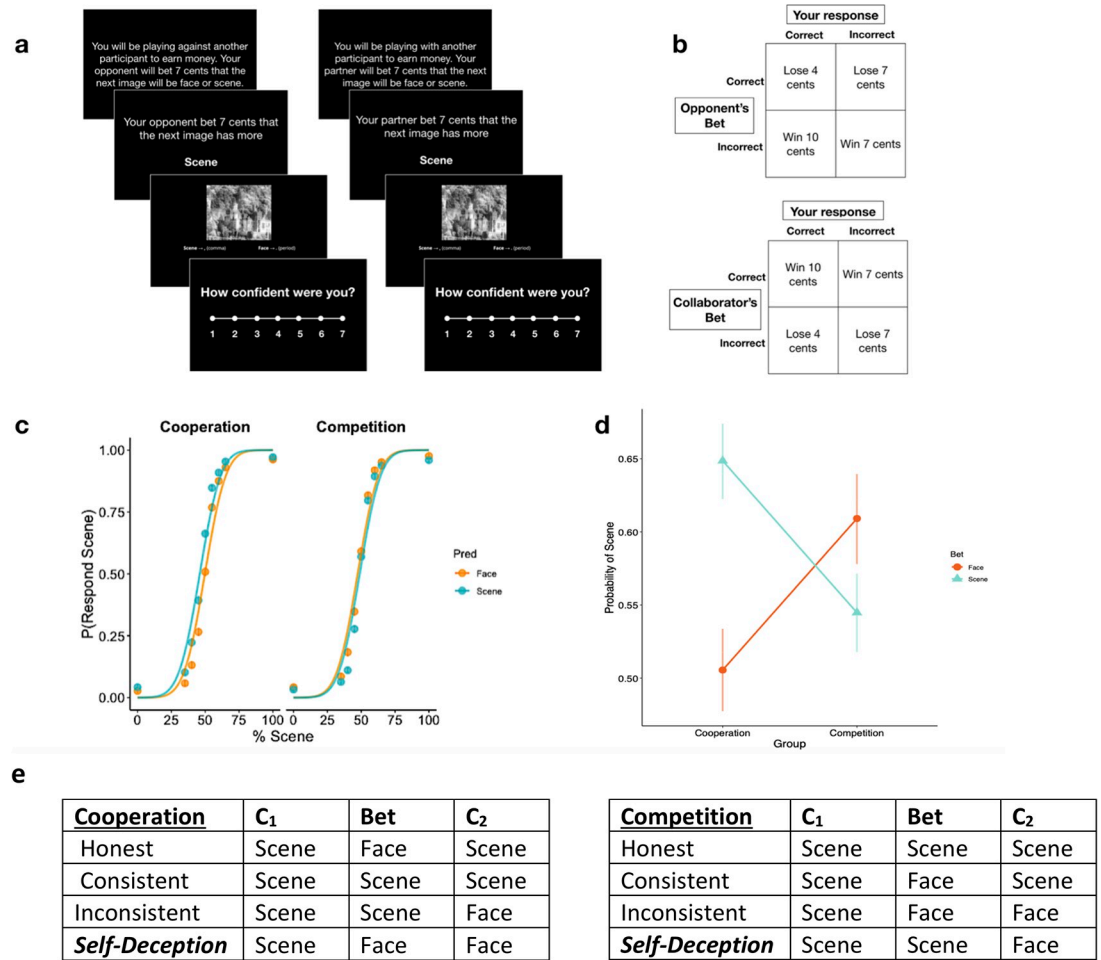 a
You will be playing against another
participant to earn money. Your
opponent will bet 7 cents that the
next image will be face or scene.
Your opponent bet 7 cents that
the next image has more
Scene
Scene → , (comma) Face → . (period)
How confident were you?
1 2 3 4 5 6 7
You will be playing with another
participant to earn money. Your
partner will bet 7 cents that the next
image will be face or scene.
Your partner bet 7 cents that the
next image has more
Scene
Scene → , (comma) Face → . (period)
How confident were you?
1 2 3 4 5 6 7
b
Your response
Correct Incorrect
Opponent's
Bet
Correct
Lose 4
cents
Lose 7
cents
Incorrect
Win 10
cents
Win 7 cents
Your response
Correct Incorrect
Collaborator's
Bet
Correct
Win 10
cents
Win 7 cents
Incorrect
Lose 4
cents
Lose 7
cents
c
Cooperation Competition
P(Respond Scene)
1.00
0.75
0.50
0.25
0.00
0 25 50 75 100 0 25 50 75 100
% Scene
Pred
Face
Scene
d
Probability of Scene
0.65
0.60
0.55
0.50
Cooperation Competition
Group
Bet
Face
Scene
e
Cooperation C1 Bet C2
Honest Scene Face Scene
Consistent Scene Scene Scene
Inconsistent Scene Scene Face
Self-Deception Scene Face Face
Competition C1 Bet C2
Honest Scene Scene Scene
Consistent Scene Face Scene
Inconsistent Scene Face Face
Self-Deception Scene Scene Face